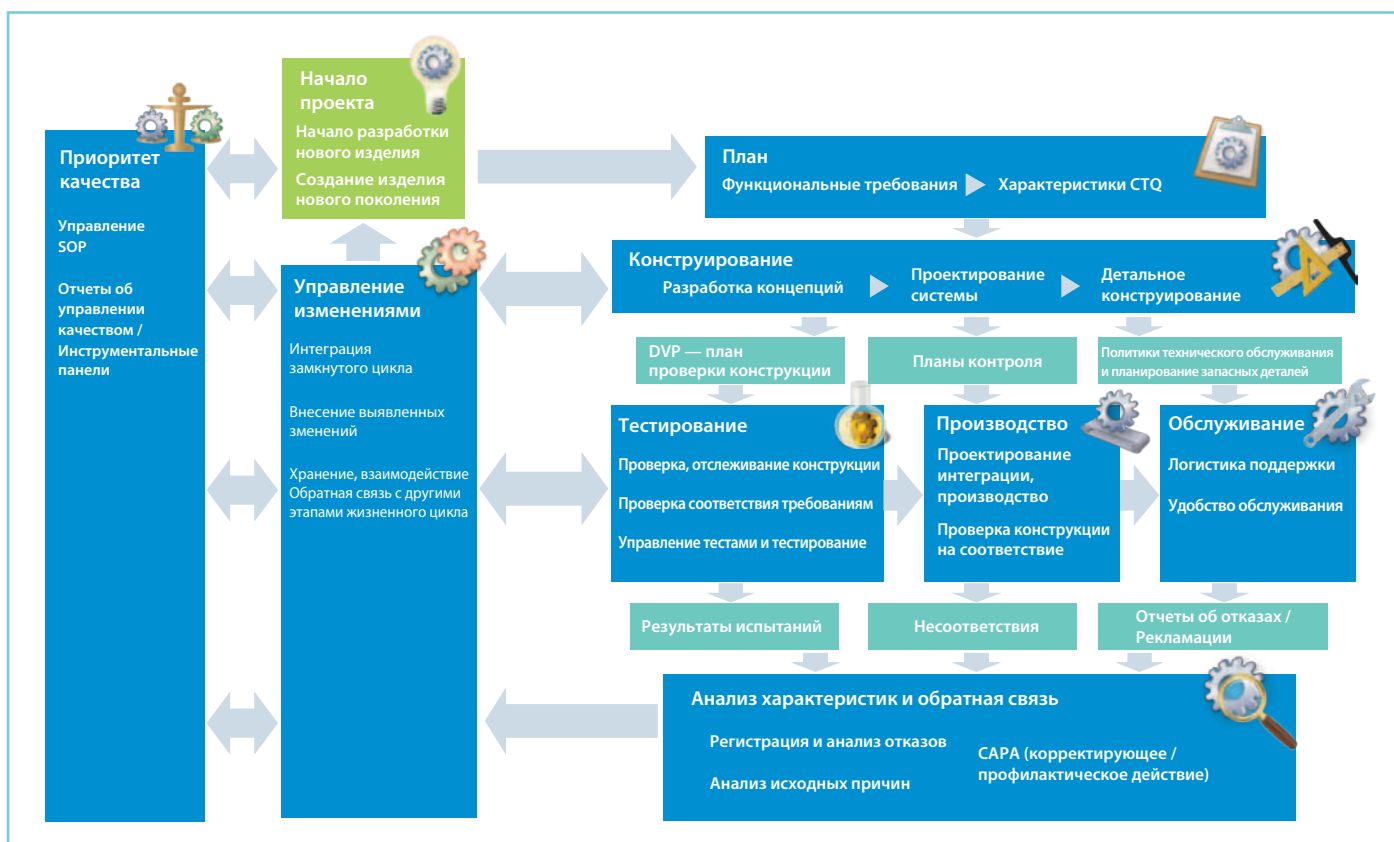 Приоритет
качества
Управление
SOP
Отчеты об
управлении
качеством /
Инструментальные
панели
Начало
проекта
Начало разработки
нового изделия
Создание изделия
нового поколения
Управление
изменениями
Интеграция
замкнутого цикла
Внесение выявленных
зменений
Хранение, взаимодействие
Обратная связь с другими
этапами жизненного цикла
План
Функциональные требования
Характеристики CTQ
Конструирование
Разработка концепций
Проектирование
системы
Детальное
конструирование
DVP — план
проверки конструкции
Планы контроля
Политики технического обслуживания
и планирование запасных деталей
Тестирование
Проверка, отслеживание конструкции
Проверка соответствия требованиям
Управление тестами и тестирование
Производство
Проектирование
интеграции,
производство
Проверка конструкции
на соответствие
Обслуживание
Логистика поддержки
Удобство обслуживания
Результаты испытаний
Несоответствия
Отчеты об отказах /
Рекламации
Анализ характеристик и обратная связь
Регистрация и анализ отказов
Анализ исходных причин
CAPA (корректирующее /
профилактическое действие)